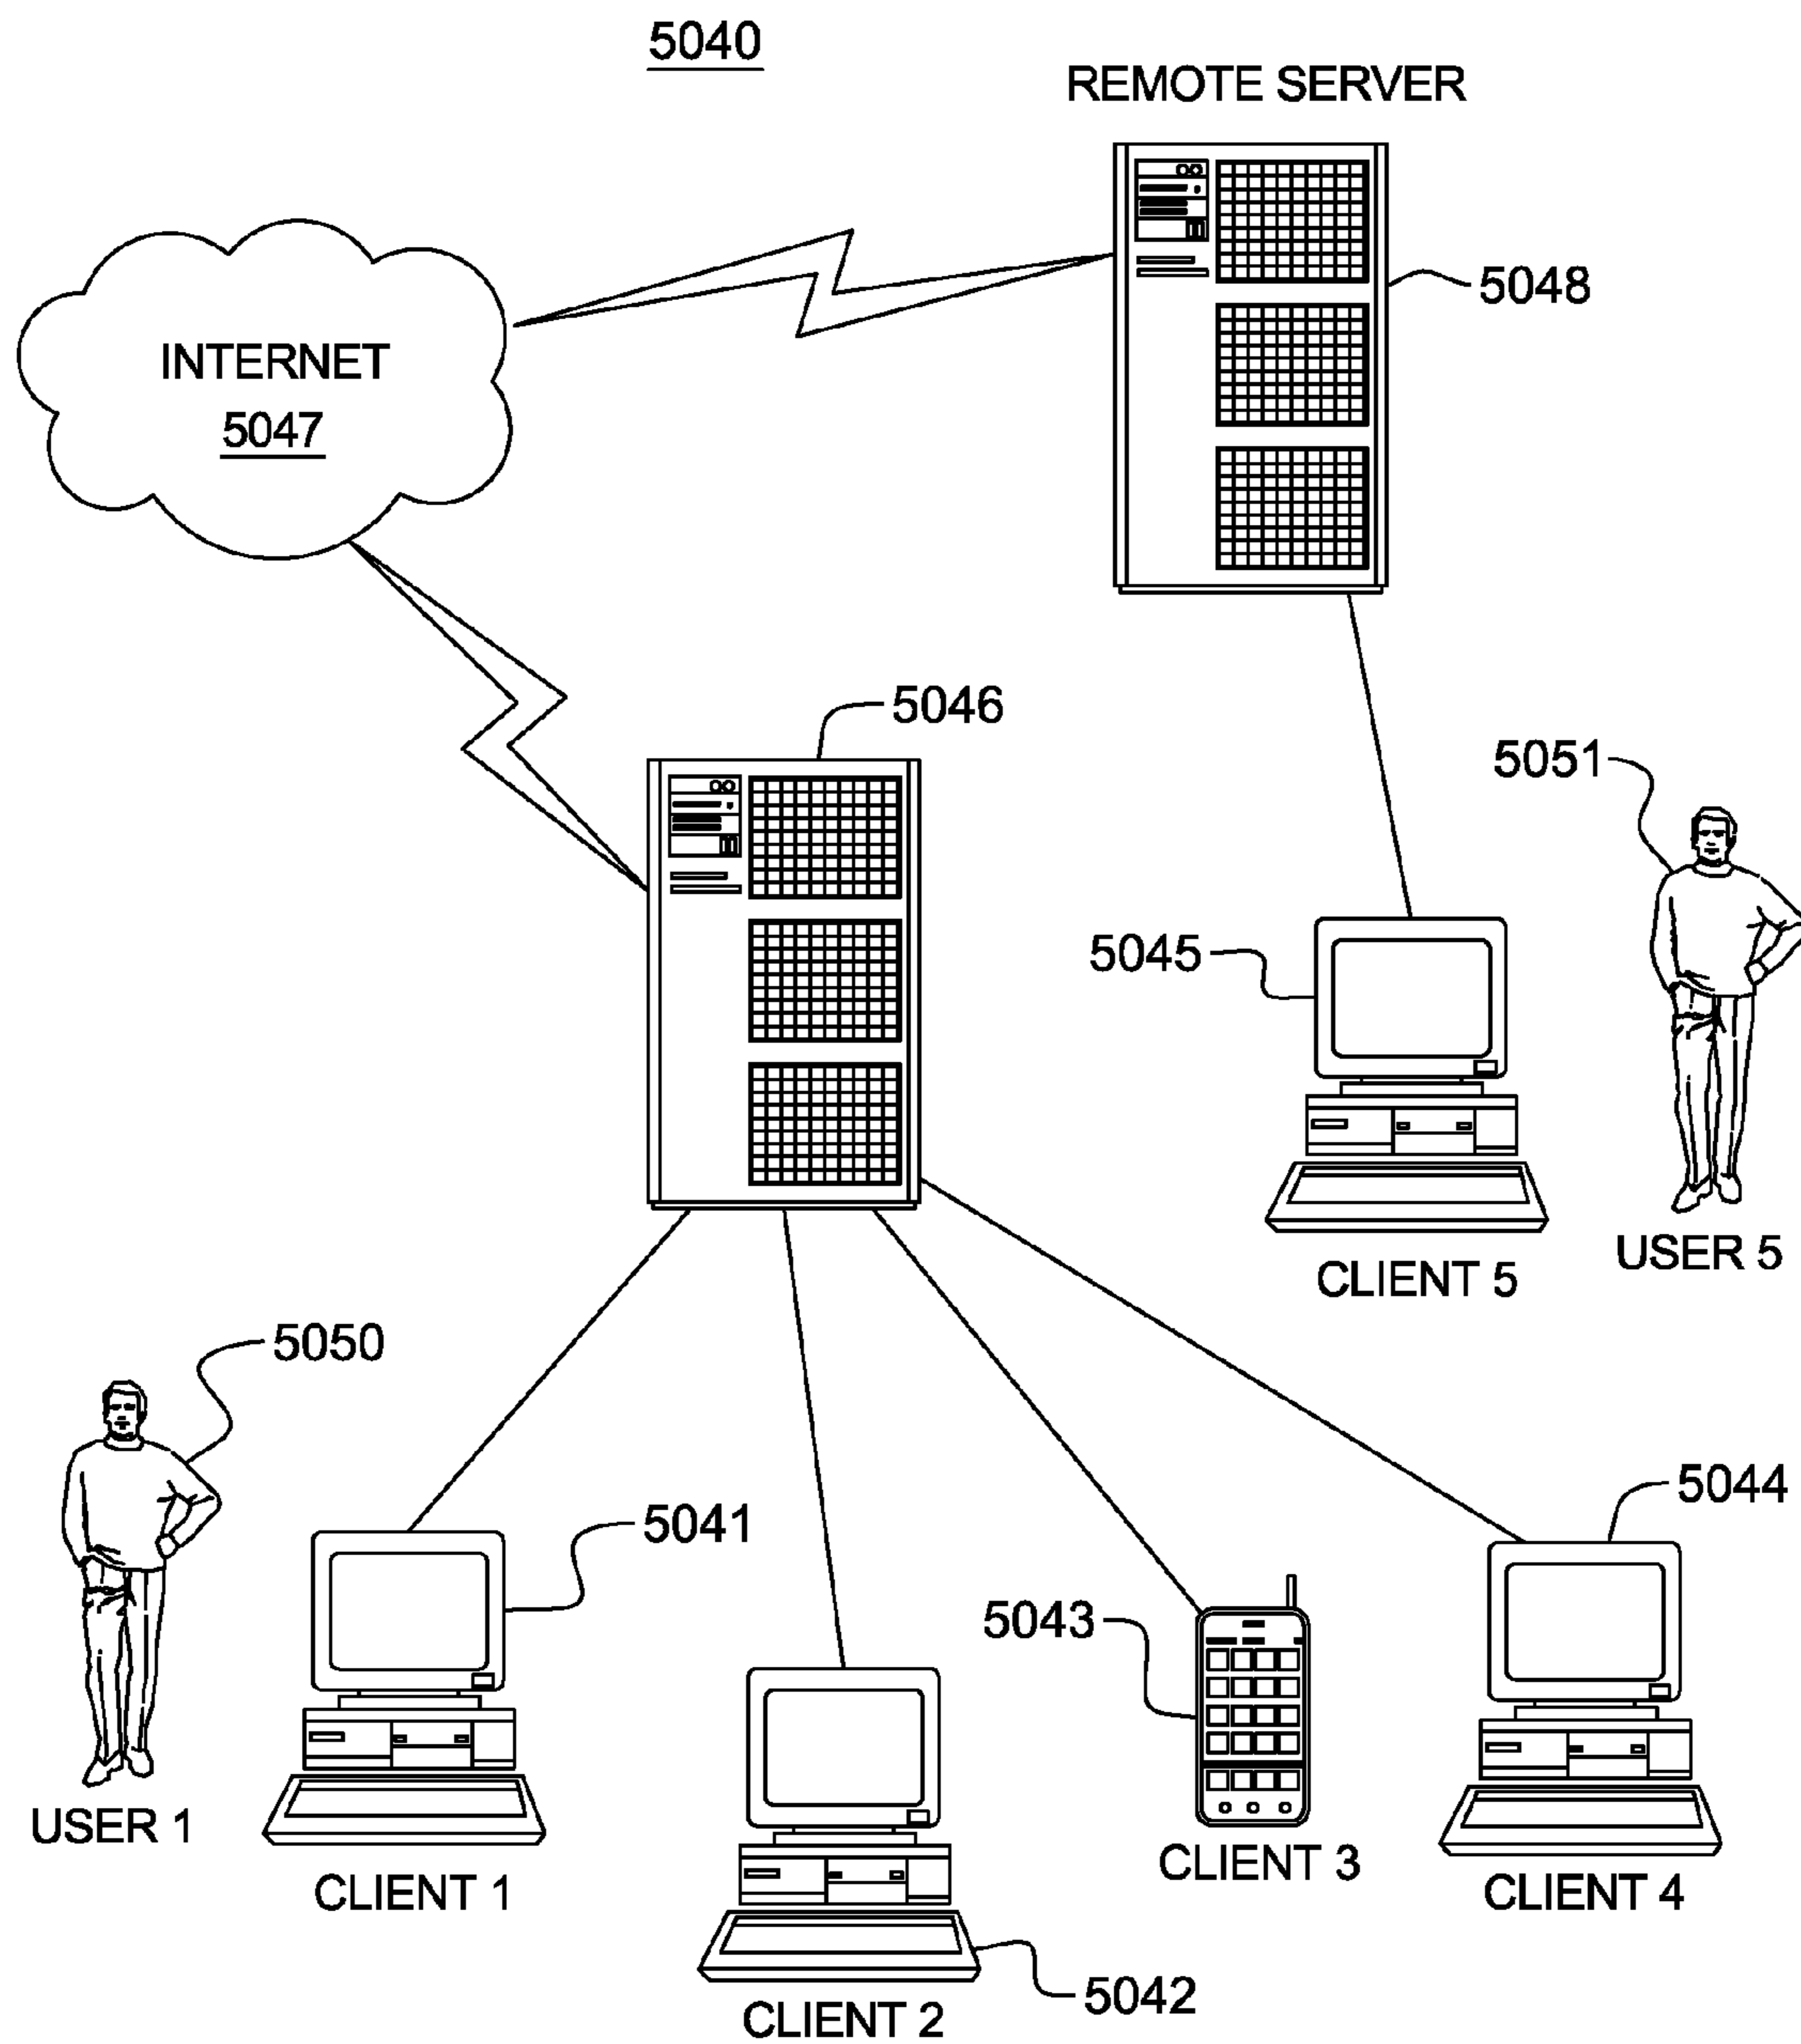 5040
REMOTE SERVER
5048
INTERNET
5047
5046
5051
5045
USER 5
CLIENT 5
5050
5044
5041
5043
USER 1
CLIENT 3
CLIENT 1
CLIENT 4
5042
CLIENT 2